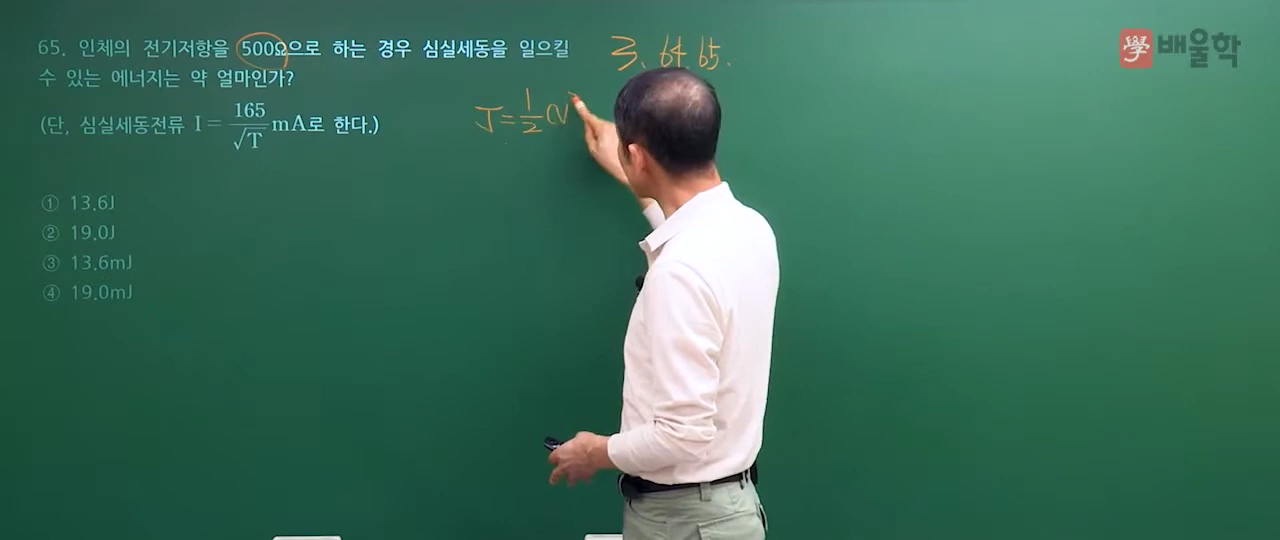 65. 인체의 전기저항을 500Ω으로 하는 경우 심실세동을 일으킬
수 있는 에너지는 약 얼마인가?
(단, 심실세동전류 I = 165/√T mA로 한다.)
① 13.6J
② 19.0J
③ 13.6mJ
④ 19.0mJ
3. 64. 65.
J = 1/2 CV
學 배울학